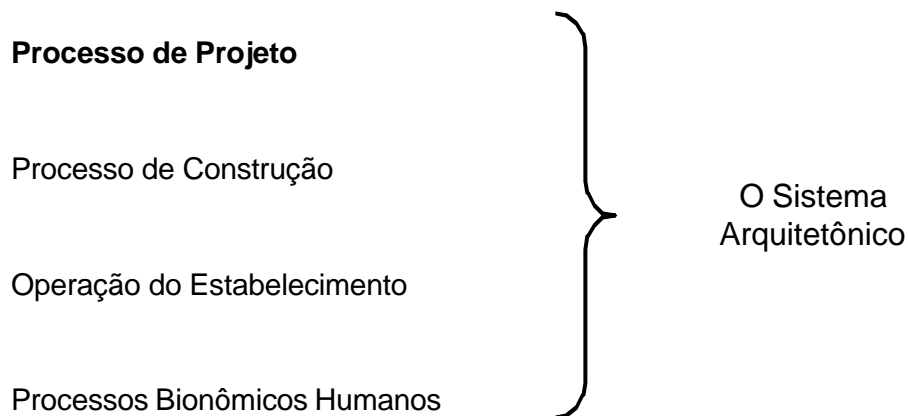 Processo de Projeto
Processo de Construção
O Sistema
Arquitetônico
Operação do Estabelecimento
Processos Bionômicos Humanos